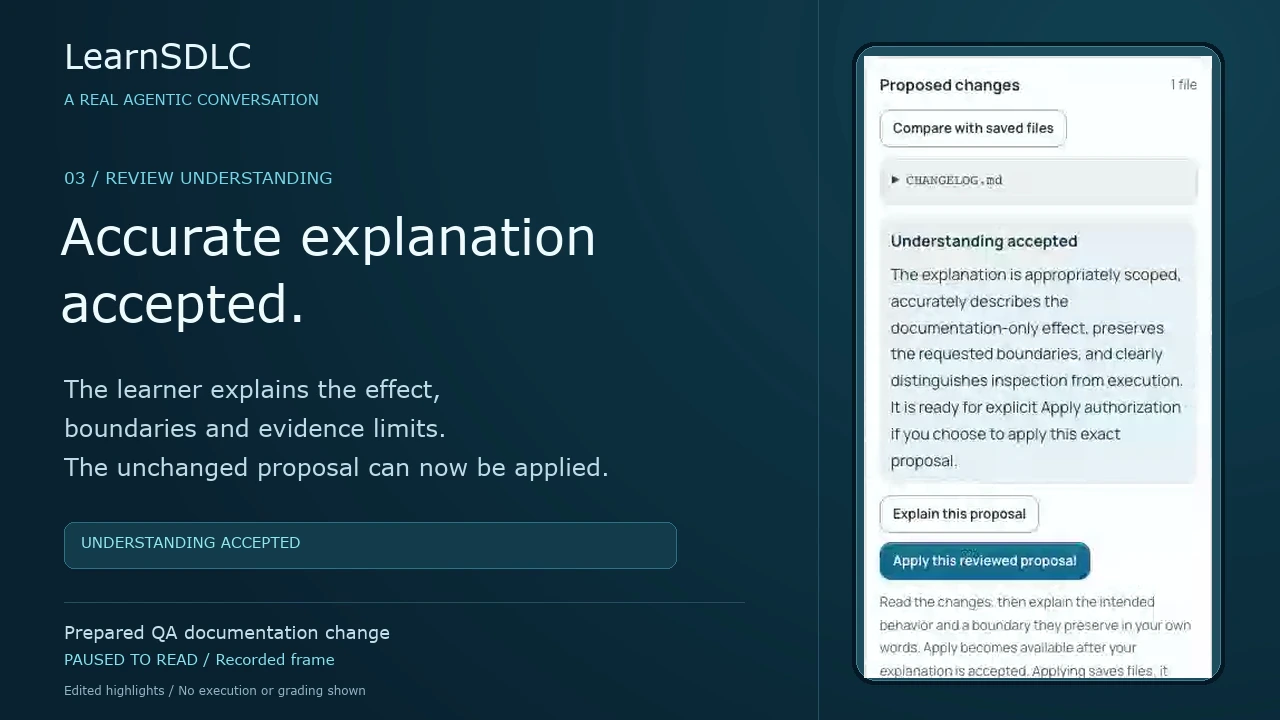 LearnSDLC
A REAL AGENTIC CONVERSATION
03 / REVIEW UNDERSTANDING
Accurate explanation
accepted.
The learner explains the effect,
boundaries and evidence limits.
The unchanged proposal can now be applied.
UNDERSTANDING ACCEPTED
Prepared QA documentation change
PAUSED TO READ / Recorded frame
Edited highlights / No execution or grading shown
Proposed changes
1 file
Compare with saved files
CHANGELOG.md
Understanding accepted
The explanation is appropriately scoped,
accurately describes the
documentation-only effect, preserves
the requested boundaries, and clearly
distinguishes inspection from execution.
It is ready for explicit Apply authorization
if you choose to apply this exact
proposal.
Explain this proposal
Apply this reviewed proposal
Read the changes, then explain the intended
behavior and a boundary they preserve in your own
words. Apply becomes available after your
explanation is accepted. Applying saves files, it